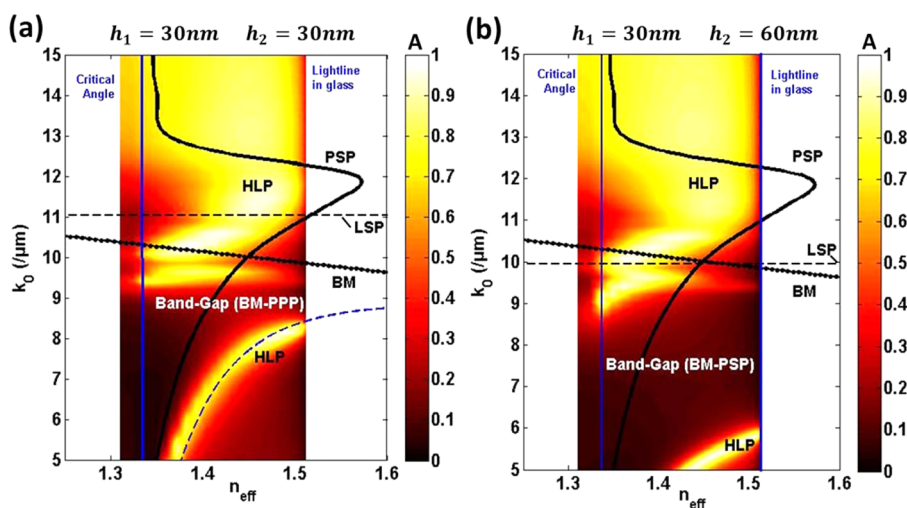 (a)
h₁ = 30nm h₂ = 30nm
A
15
14
13
12
11
10
9
8
7
6
5
k₀ (/μm)
Critical
Angle
Lightline
in glass
PSP
HLP
LSP
BM
Band-Gap (BM-PPP)
HLP
1.3 1.4 1.5 1.6
n_eff
1
0.9
0.8
0.7
0.6
0.5
0.4
0.3
0.2
0.1
0
(b)
h₁ = 30nm h₂ = 60nm
A
15
14
13
12
11
10
9
8
7
6
5
k₀ (/μm)
Critical
Angle
Lightline
in glass
PSP
HLP
LSP
BM
Band-Gap (BM-PSP)
HLP
1.3 1.4 1.5 1.6
n_eff
1
0.9
0.8
0.7
0.6
0.5
0.4
0.3
0.2
0.1
0